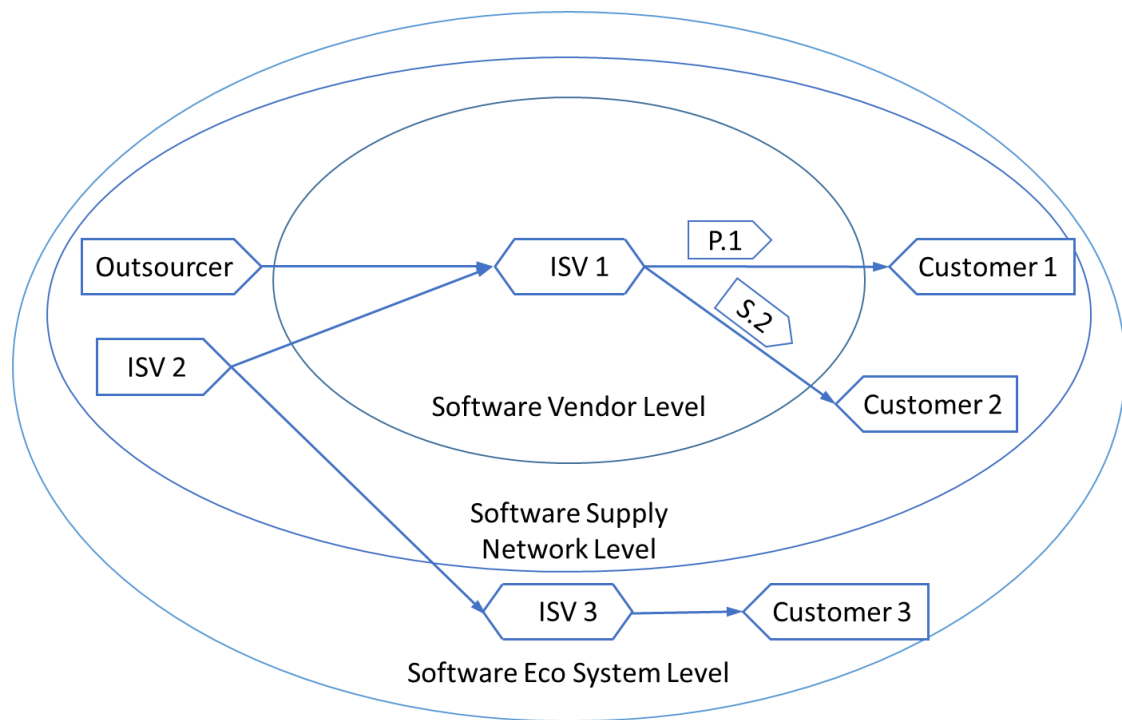 P.1
Outsourcer
ISV 1
Customer 1
S.2
ISV 2
Customer 2
Software Vendor Level
Software Supply
Network Level
ISV 3
Customer 3
Software Eco System Level